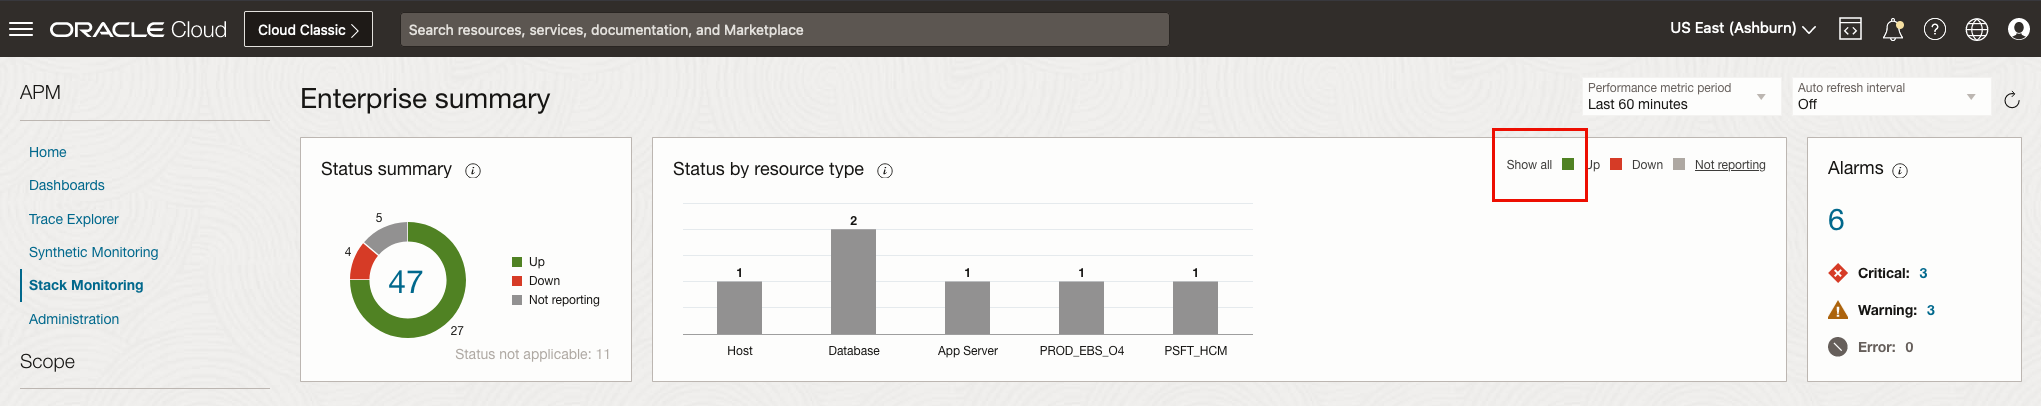 ORACLE Cloud
Cloud Classic
Search resources, services, documentation, and Marketplace
US East (Ashburn)
APM
Home
Dashboards
Trace Explorer
Synthetic Monitoring
Stack Monitoring
Administration
Scope
Enterprise summary
Performance metric period
Last 60 minutes
Auto refresh interval
Off
Status summary
5
4
47
27
Up
Down
Not reporting
Status not applicable: 11
Status by resource type
Show all Up Down Not reporting
1 2 1 1 1
Host Database App Server PROD_EBS_O4 PSFT_HCM
Alarms
6
Critical: 3
Warning: 3
Error: 0